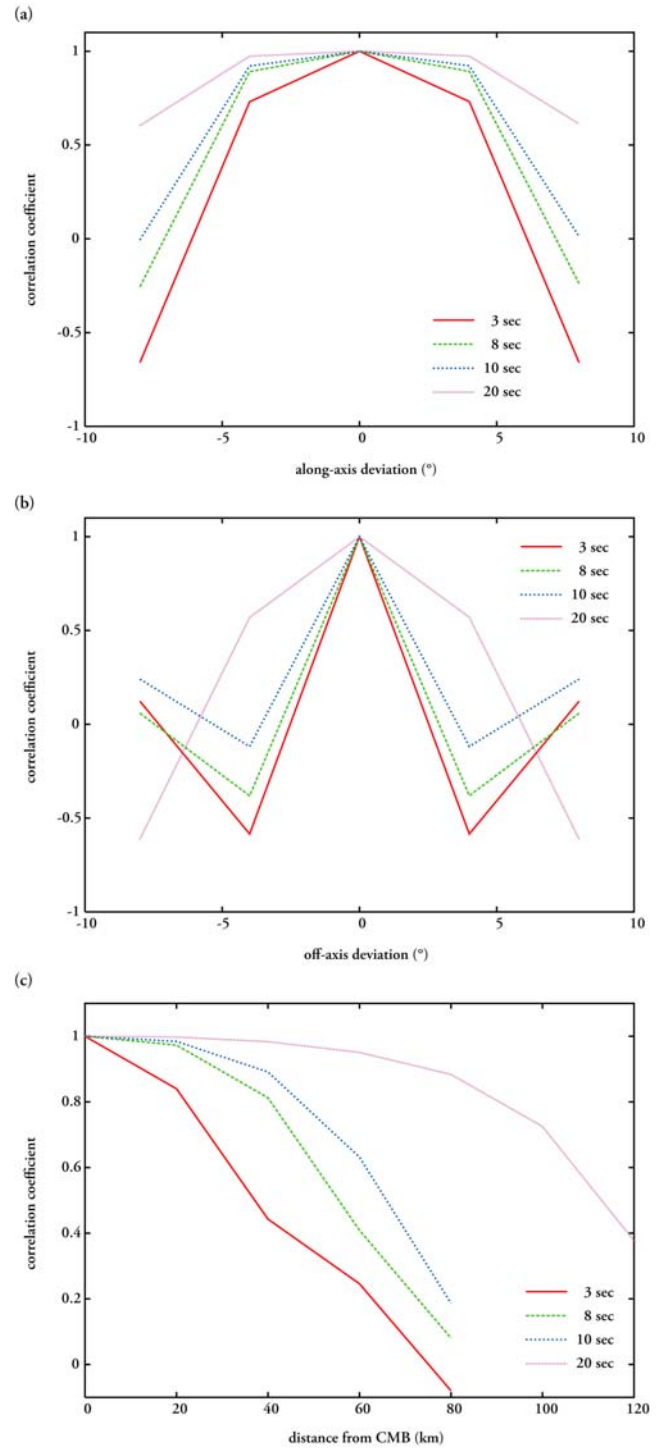 (a)
1
0.5
0
-0.5
-1
correlation coefficient
3 sec
8 sec
10 sec
20 sec
-10 -5 0 5 10
along-axis deviation (°)
(b)
1
0.5
0
-0.5
-1
correlation coefficient
3 sec
8 sec
10 sec
20 sec
-10 -5 0 5 10
off-axis deviation (°)
(c)
1
0.8
0.6
0.4
0.2
0
correlation coefficient
3 sec
8 sec
10 sec
20 sec
0 20 40 60 80 100 120
distance from CMB (km)